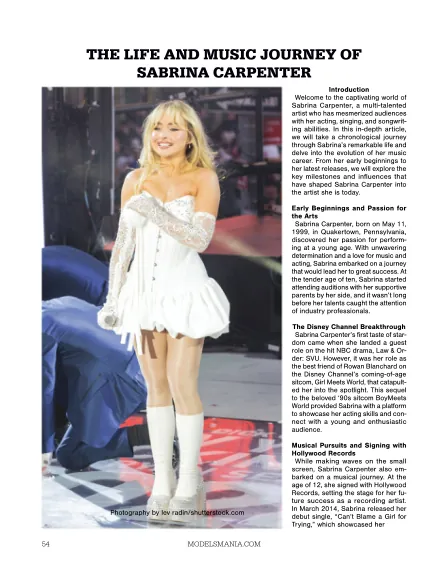 THE LIFE AND MUSIC JOURNEY OF
SABRINA CARPENTER
Introduction
Welcome to the captivating world of
Sabrina Carpenter, a multi-talented
artist who has mesmerized audiences
with her acting, singing, and songwrit-
ing abilities. In this in-depth article,
we will take a chronological journey
through Sabrina's remarkable life and
delve into the evolution of her music
career. From her early beginnings to
her latest releases, we will explore the
key milestones and influences that
have shaped Sabrina Carpenter into
the artist she is today.
Early Beginnings and Passion for
the Arts
Sabrina Carpenter, born on May 11,
1999, in Quakertown, Pennsylvania,
discovered her passion for perform-
ing at a young age. With unwavering
determination and a love for music and
acting, Sabrina embarked on a journey
that would lead her to great success. At
the tender age of ten, Sabrina started
attending auditions with her supportive
parents by her side, and it wasn't long
before her talents caught the attention
of industry professionals.
The Disney Channel Breakthrough
Sabrina Carpenter's first taste of star-
dom came when she landed a guest
role on the hit NBC drama, Law & Or-
der: SVU. However, it was her role as
the best friend of Rowan Blanchard on
the Disney Channel's coming-of-age
sitcom, Girl Meets World, that catapult-
ed her into the spotlight. This sequel
to the beloved '90s sitcom BoyMeets
World provided Sabrina with a platform
to showcase her acting skills and con-
nect with a young and enthusiastic
audience.
Musical Pursuits and Signing with
Hollywood Records
While making waves on the small
screen, Sabrina Carpenter also em-
barked on a musical journey. At the
age of 12, she signed with Hollywood
Records, setting the stage for her fu-
ture success as a recording artist.
In March 2014, Sabrina released her
debut single, "Can't Blame a Girl for
Trying," which showcased her
Photography by lev radin/shutterstock.com
54
MODELSMANIA.COM